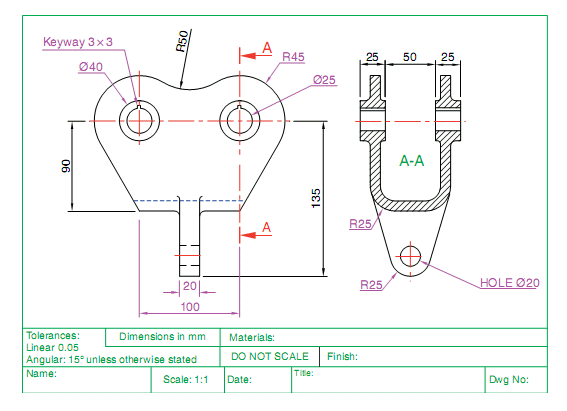 Keyway 3×3
R50
A
R45
Ø40
Ø25
25
50
25
A-A
90
135
A
R25
20
100
R25
HOLE Ø20
Tolerances:
Linear 0.05
Angular: 15° unless otherwise stated
Dimensions in mm
Materials:
DO NOT SCALE
Finish:
Name:
Scale: 1:1
Date:
Title:
Dwg No: